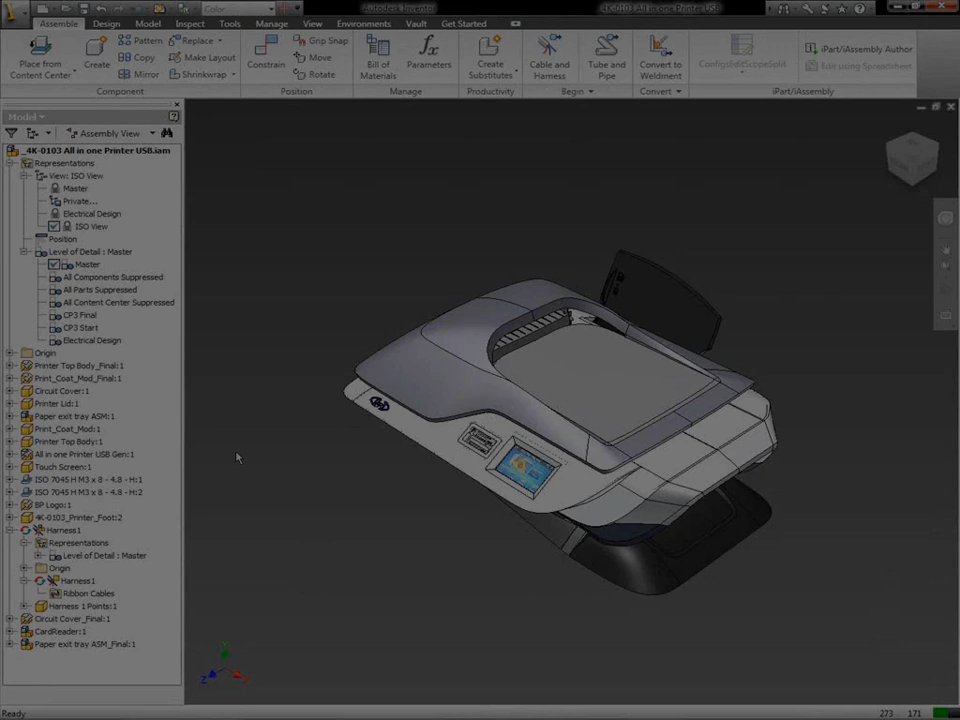 Color
Autodesk Invento
4K-0103 All in one Printer USB
Assemble
Design
Model
Inspect
Tools
Manage
View
Environments
Vault
Get Started
Place from
Content Center
Create
Pattern
Copy
Mirror
Replace
Make Layout
Shrinkwrap
Component
Constrain
Grip Snap
Move
Rotate
Position
Bill of
Materials
Parameters
Manage
Create
Substitutes
Productivity
Cable and
Harness
Tube and
Pipe
Begin
Convert to
Weldment
Convert
ConfigsEditScopeSplit
iPart/iAssembly Author
Edit using Spreadsheet
iPart/iAssembly
Model
Assembly View
_4K-0103 All in one Printer USB.iam
Representations
View: ISO View
Master
Private...
Electrical Design
ISO View
Position
Level of Detail : Master
Master
All Components Suppressed
All Parts Suppressed
All Content Center Suppressed
CP3 Final
CP3 Start
Electrical Design
Origin
Printer Top Body_Final:1
Print_Coat_Mod_Final:1
Circuit Cover:1
Printer Lid:1
Paper exit tray ASM:1
Print_Coat_Mod:1
Printer Top Body:1
All in one Printer USB Gen:1
Touch Screen:1
ISO 7045 H M3 x 8 - 4.8 - H:1
ISO 7045 H M3 x 8 - 4.8 - H:2
BP Logo:1
4K-0103_Printer_Foot:2
Harness1
Representations
Level of Detail : Master
Origin
Harness1
Ribbon Cables
Harness 1 Points:1
Circuit Cover_Final:1
CardReader:1
Paper exit tray ASM_Final:1
Y
Z
X
Ready
273
171